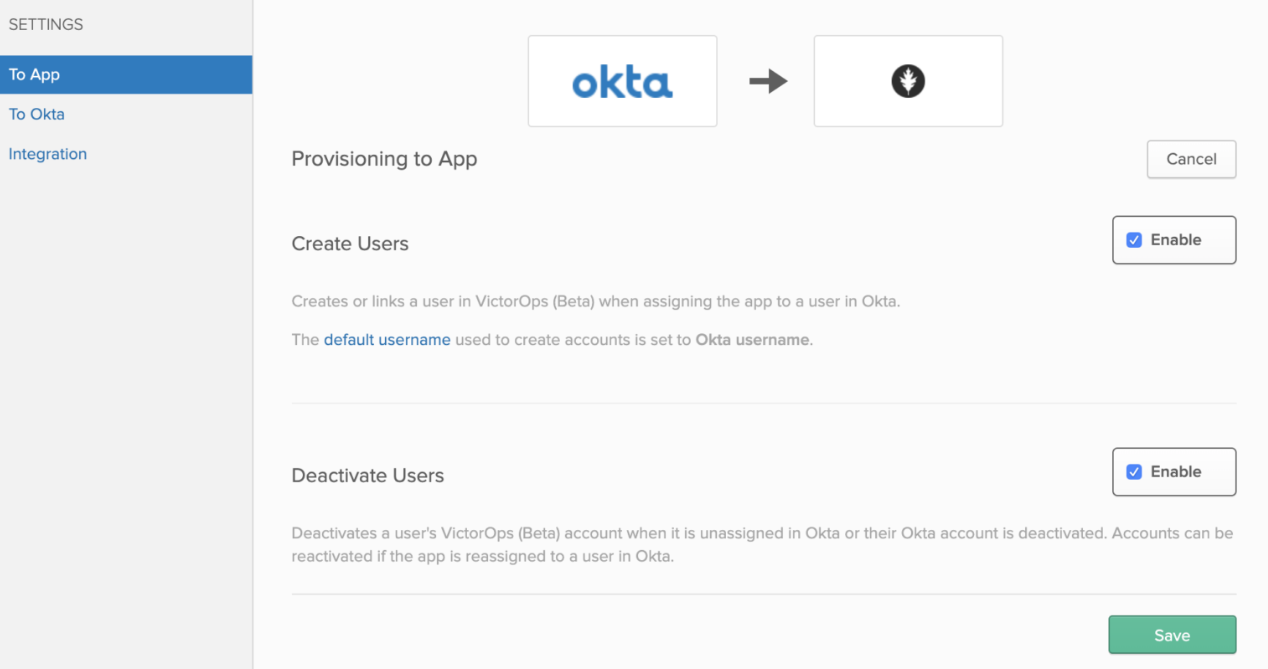 SETTINGS
To App
To Okta
Integration
okta
Provisioning to App
Cancel
Create Users
Enable
Creates or links a user in VictorOps (Beta) when assigning the app to a user in Okta.
The default username used to create accounts is set to Okta username.
Deactivate Users
Enable
Deactivates a user's VictorOps (Beta) account when it is unassigned in Okta or their Okta account is deactivated. Accounts can be
reactivated if the app is reassigned to a user in Okta.
Save